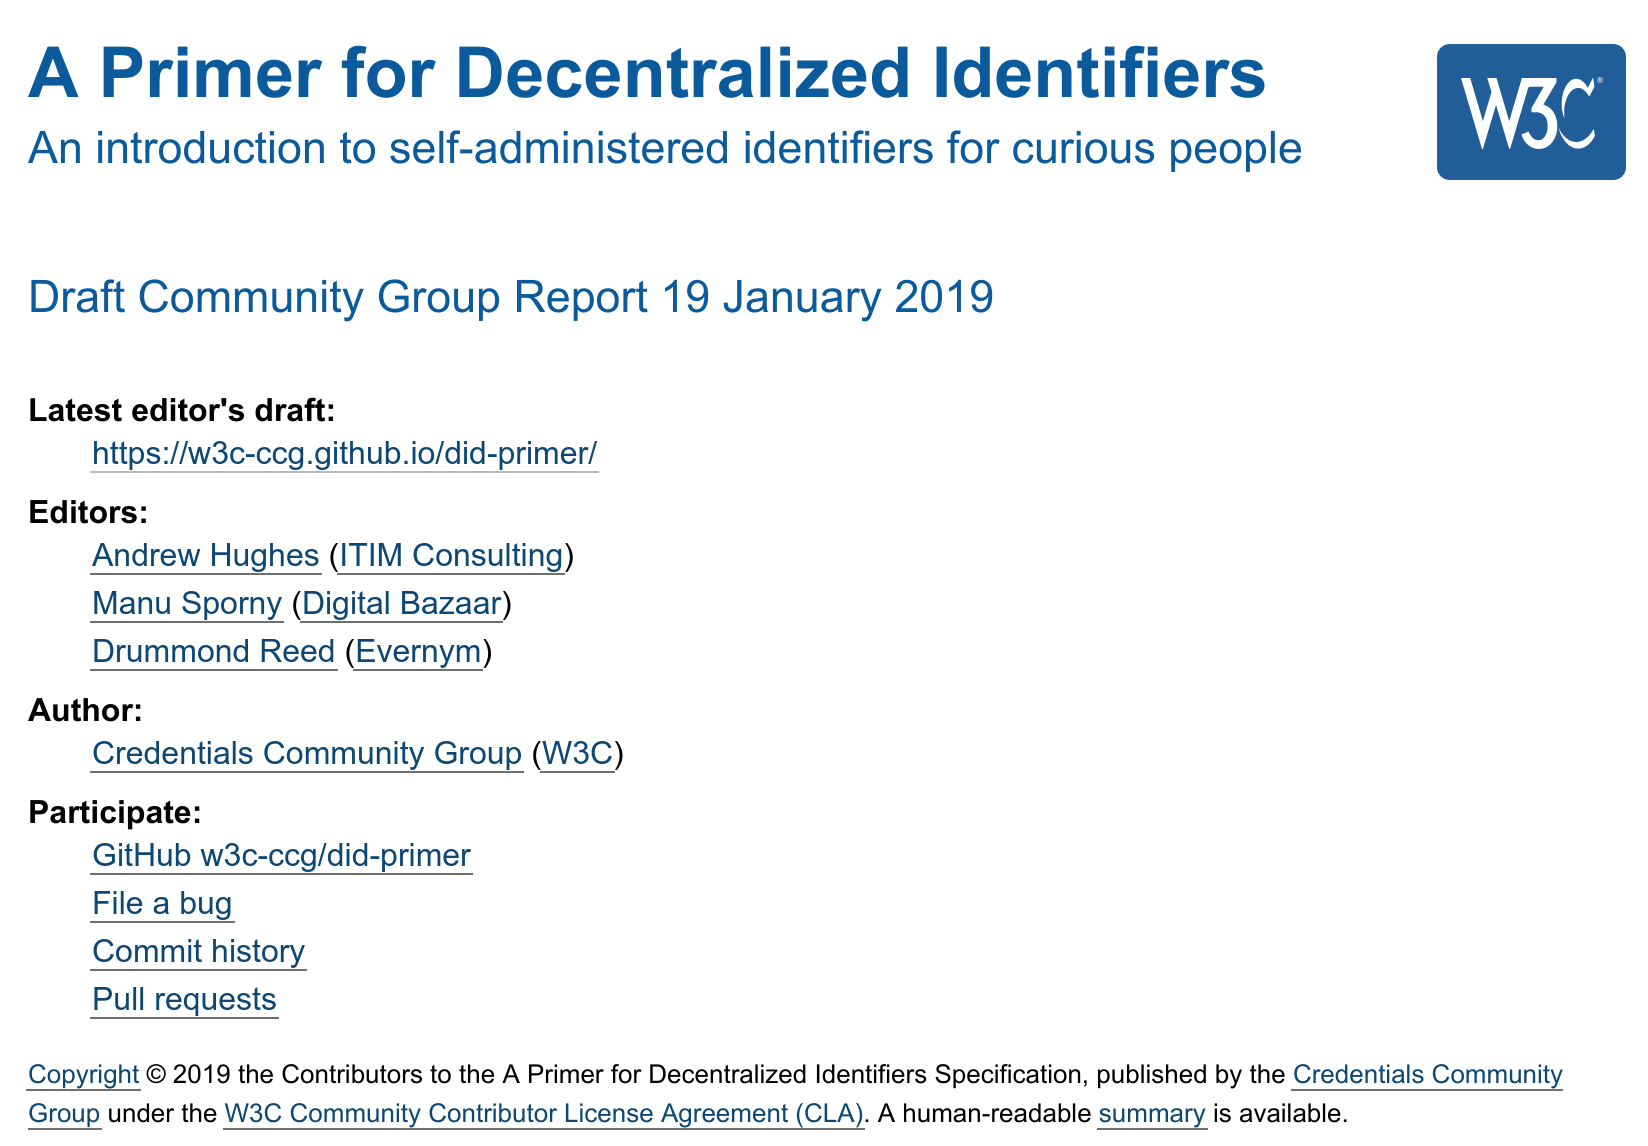 A Primer for Decentralized Identifiers
W3C®
An introduction to self-administered identifiers for curious people
Draft Community Group Report 19 January 2019
Latest editor's draft:
https://w3c-ccg.github.io/did-primer/
Editors:
Andrew Hughes (ITIM Consulting)
Manu Sporny (Digital Bazaar)
Drummond Reed (Evernym)
Author:
Credentials Community Group (W3C)
Participate:
GitHub w3c-ccg/did-primer
File a bug
Commit history
Pull requests
Copyright © 2019 the Contributors to the A Primer for Decentralized Identifiers Specification, published by the Credentials Community
Group under the W3C Community Contributor License Agreement (CLA). A human-readable summary is available.